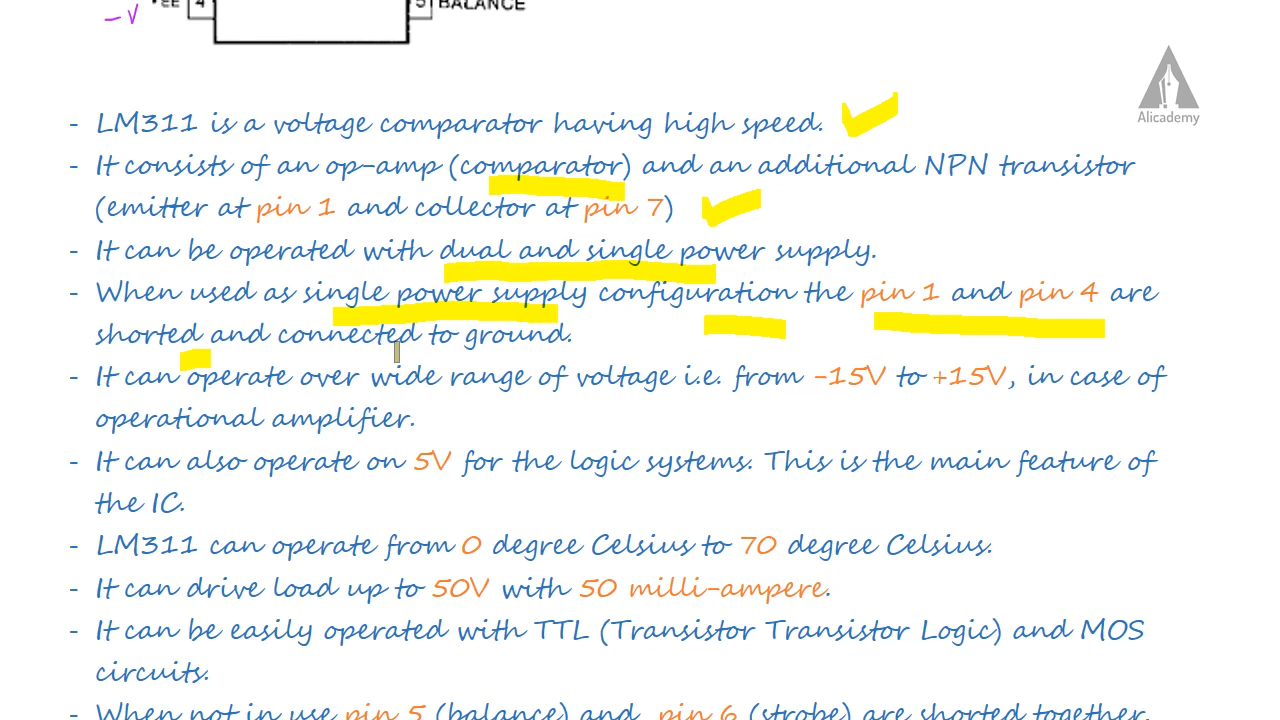 -V VEE 4 5 BALANCE
Alicademy
- LM311 is a voltage comparator having high speed.
- It consists of an op-amp (comparator) and an additional NPN transistor
(emitter at pin 1 and collector at pin 7)
- It can be operated with dual and single power supply.
- When used as single power supply configuration the pin 1 and pin 4 are
shorted and connected to ground.
- It can operate over wide range of voltage i.e. from -15V to +15V, in case of
operational amplifier.
- It can also operate on 5V for the logic systems. This is the main feature of
the IC.
- LM311 can operate from 0 degree Celsius to 70 degree Celsius.
- It can drive load up to 50V with 50 milli-ampere.
- It can be easily operated with TTL (Transistor Transistor Logic) and MOS
circuits.
- When not in use pin 5 (balance) and pin 6 (strobe) are shorted together.